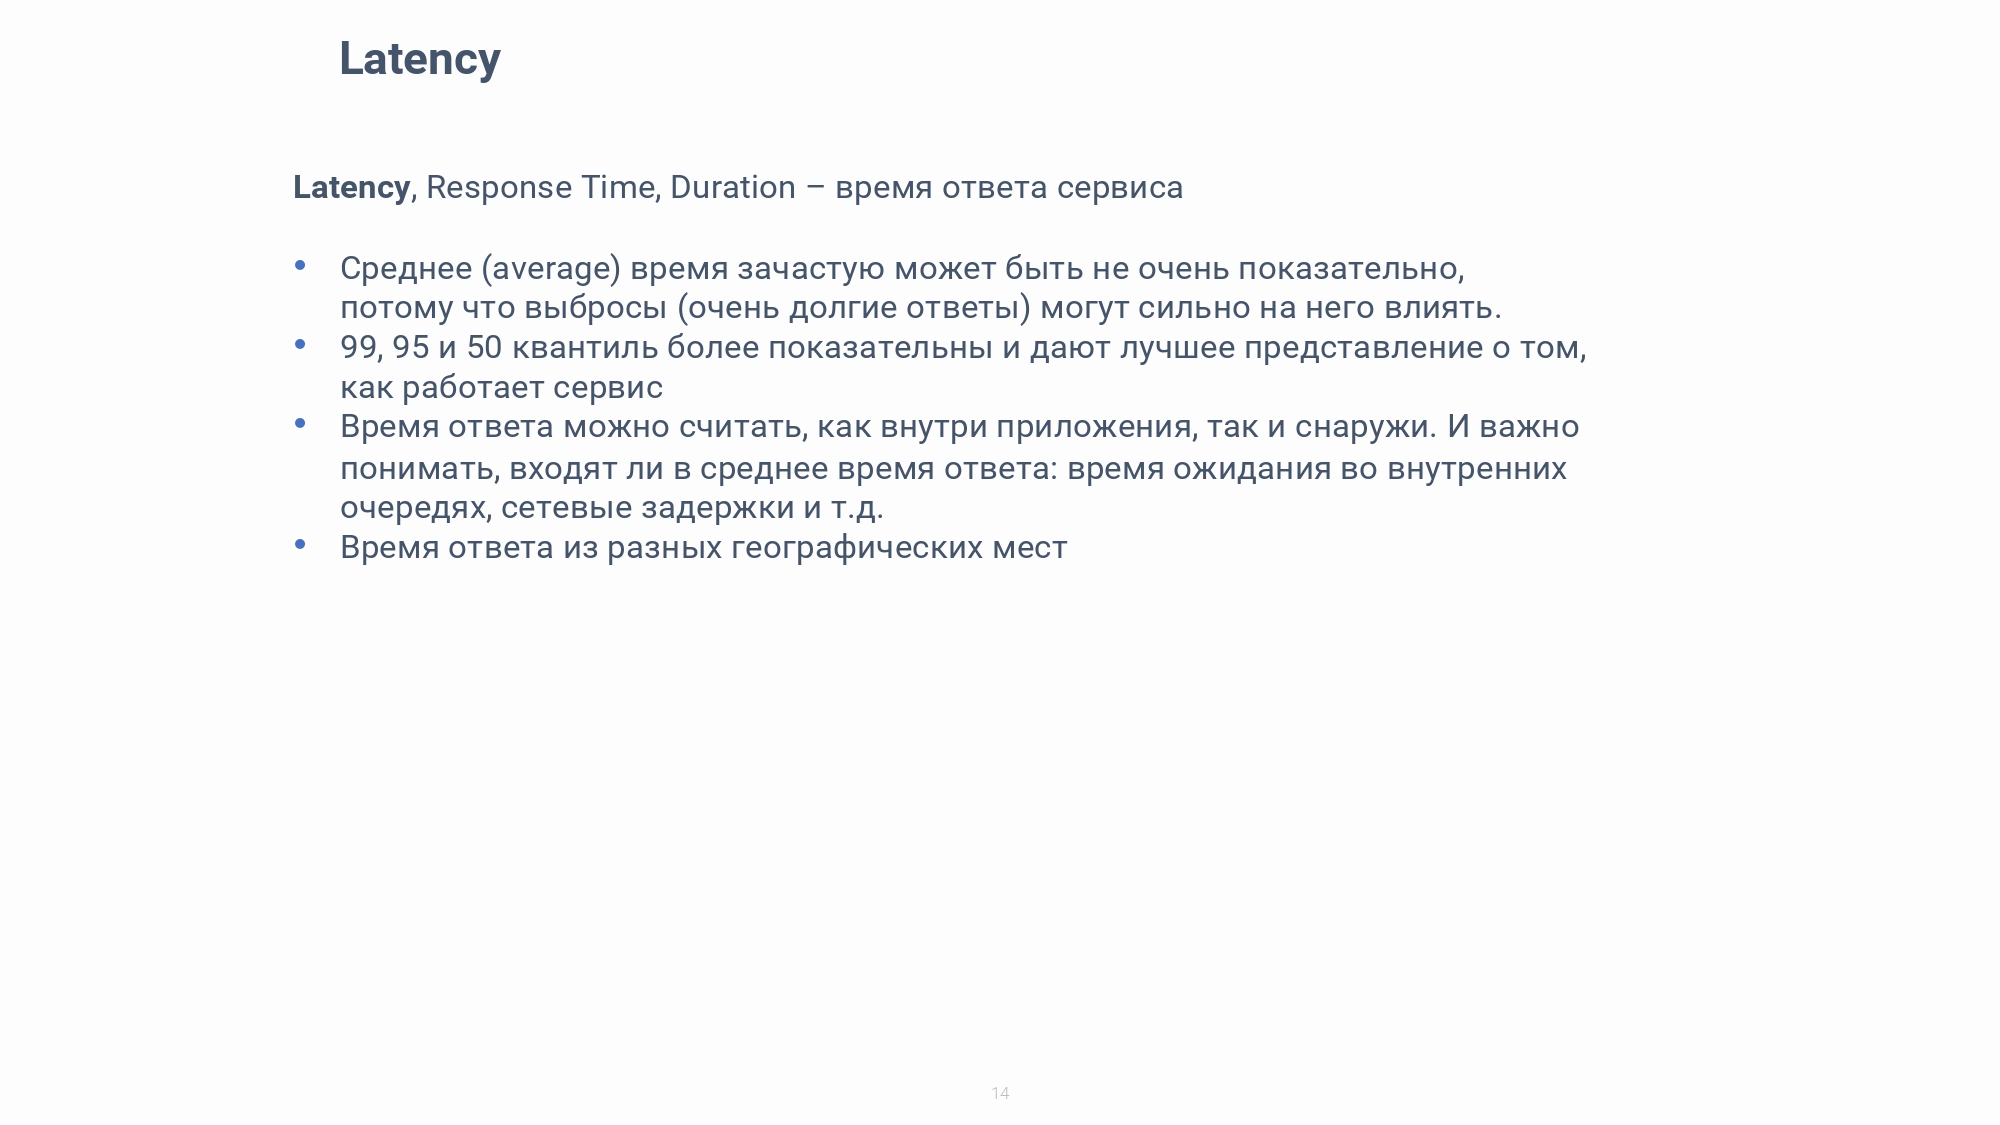 Latency
Latency, Response Time, Duration – время ответа сервиса
• Среднее (average) время зачастую может быть не очень показательно,
потому что выбросы (очень долгие ответы) могут сильно на него влиять.
• 99, 95 и 50 квантиль более показательны и дают лучшее представление о том,
как работает сервис
• Время ответа можно считать, как внутри приложения, так и снаружи. И важно
понимать, входят ли в среднее время ответа: время ожидания во внутренних
очередях, сетевые задержки и т.д.
• Время ответа из разных географических мест
14